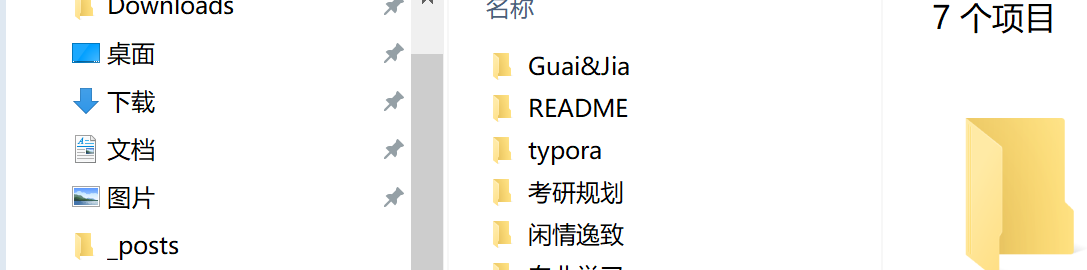 Downloads
桌面
下载
文档
图片
_posts
名称
Guai&Jia
README
typora
考研规划
闲情逸致
7 个项目